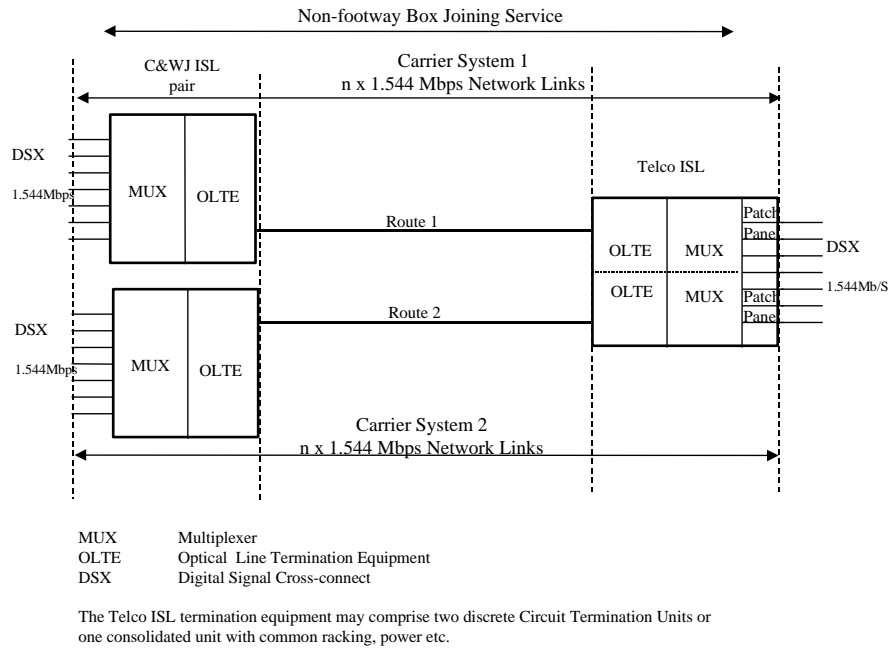 Non-footway Box Joining Service
Carrier System 1
n x 1.544 Mbps Network Links
C&WJ ISL
pair
DSX
1.544Mbps
MUX
OLTE
Telco ISL
Route 1
OLTE
MUX
Patch
Panel
DSX
1.544Mb/S
OLTE
MUX
Patch
Panel
Route 2
DSX
1.544Mbps
MUX
OLTE
Carrier System 2
n x 1.544 Mbps Network Links
MUX Multiplexer
OLTE Optical Line Termination Equipment
DSX Digital Signal Cross-connect
The Telco ISL termination equipment may comprise two discrete Circuit Termination Units or
one consolidated unit with common racking, power etc.